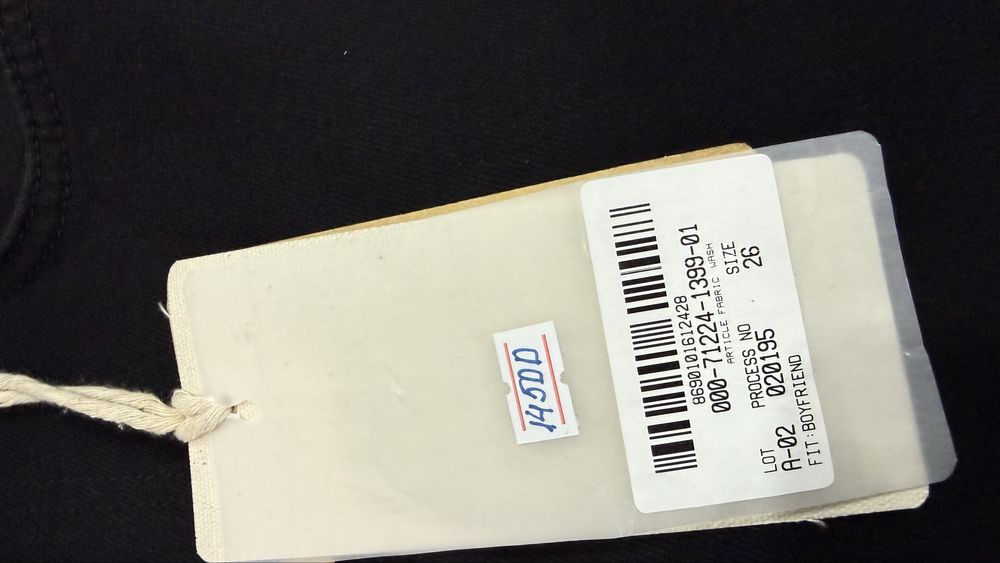 14500
8690101612428
000-71224-1399-01
ARTICLE FABRIC WASH
PROCESS NO SIZE
020195 26
LOT
A-02
FIT:BOYFRIEND